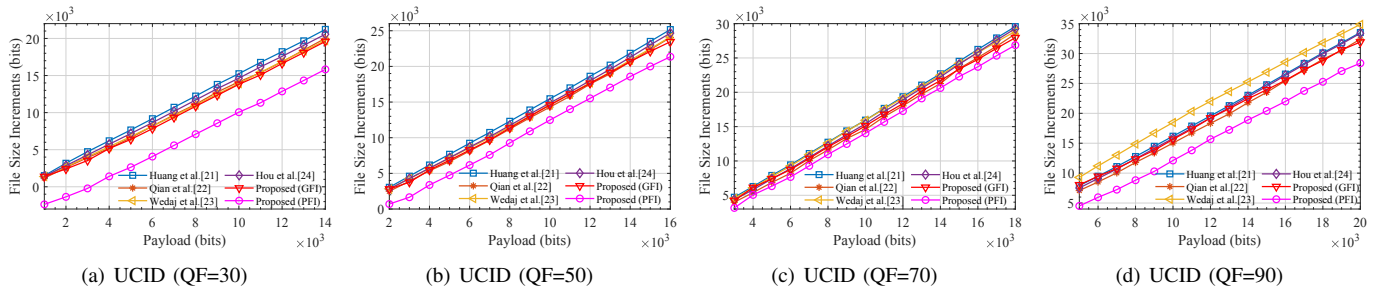 ×10³
File Size Increments (bits)
20
15
10
5
0
Huang et al.[21]
Qian et al.[22]
Wedaj et al.[23]
Hou et al.[24]
Proposed (GFI)
Proposed (PFI)
2 4 6 8 10 12 14
Payload (bits)
×10³
(a) UCID (QF=30)
×10³
File Size Increments (bits)
25
20
15
10
5
0
Huang et al.[21]
Qian et al.[22]
Wedaj et al.[23]
Hou et al.[24]
Proposed (GFI)
Proposed (PFI)
2 4 6 8 10 12 14 16
Payload (bits)
×10³
(b) UCID (QF=50)
×10³
File Size Increments (bits)
30
25
20
15
10
5
Huang et al.[21]
Qian et al.[22]
Wedaj et al.[23]
Hou et al.[24]
Proposed (GFI)
Proposed (PFI)
4 6 8 10 12 14 16 18
Payload (bits)
×10³
(c) UCID (QF=70)
×10³
File Size Increments (bits)
35
30
25
20
15
10
5
Huang et al.[21]
Qian et al.[22]
Wedaj et al.[23]
Hou et al.[24]
Proposed (GFI)
Proposed (PFI)
6 8 10 12 14 16 18 20
Payload (bits)
×10³
(d) UCID (QF=90)